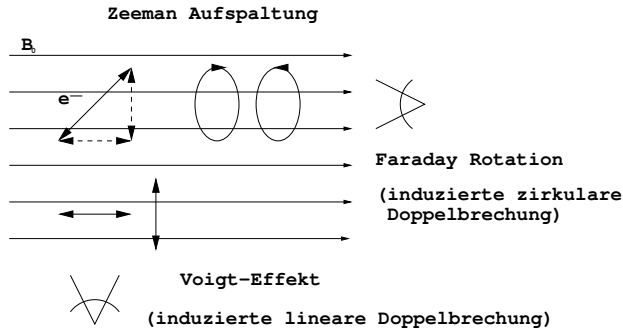 Zeeman Aufspaltung
B₀
e⁻
Faraday Rotation
(induzierte zirkulare
Doppelbrechung)
Voigt-Effekt
(induzierte lineare Doppelbrechung)